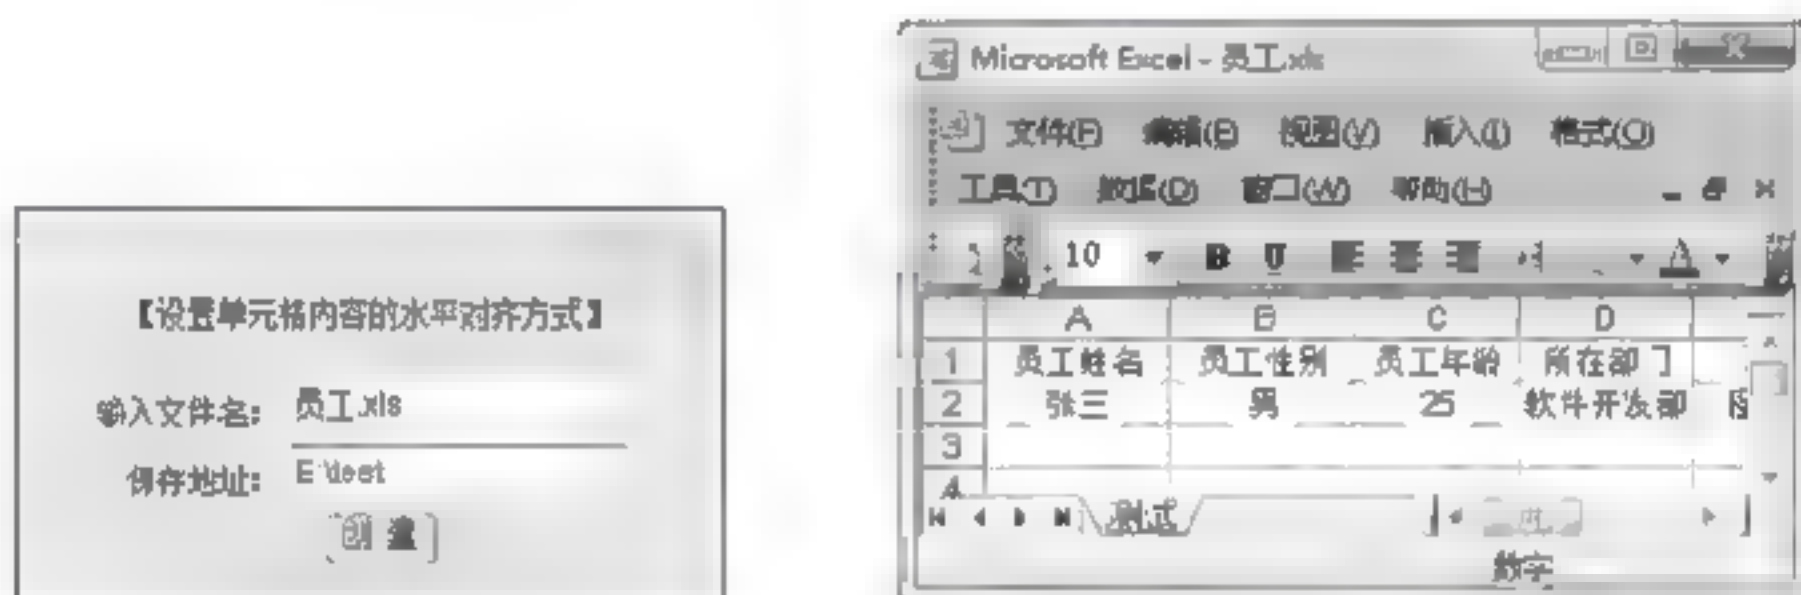 【设置单元格内容的水平对齐方式】
输入文件名: 员工.xls
保存地址: E:\test
创 建
Microsoft Excel - 员工.xls
文件(F) 编辑(E) 视图(V) 插入(I) 格式(O)
工具(T) 数据(D) 窗口(W) 帮助(H)
10 B U A
A B C D
1 员工姓名 员工性别 员工年龄 所在部门
2 张三 男 25 软件开发部
3
4
测试
数字